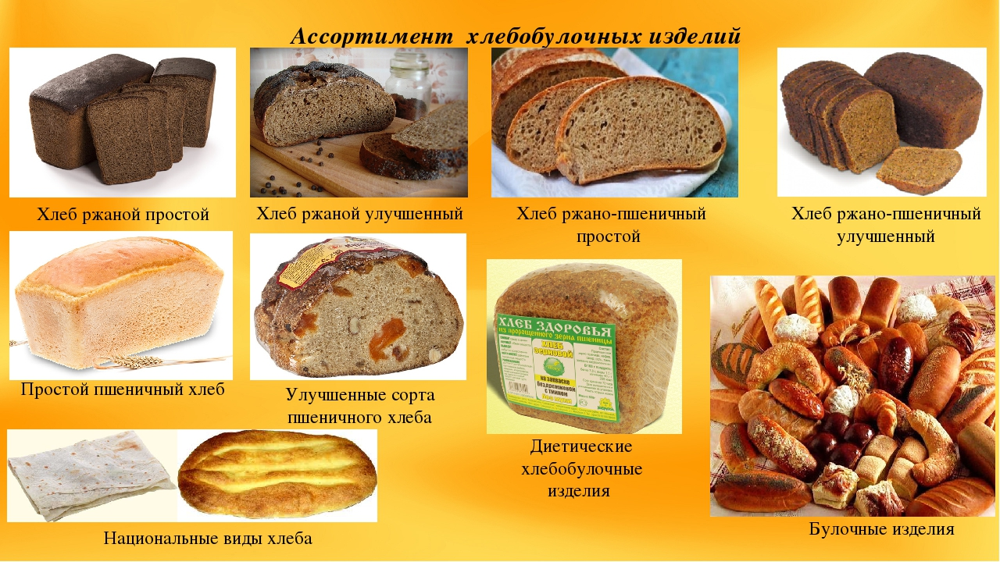 Ассортимент хлебобулочных изделий
Хлеб ржаной простой
Хлеб ржаной улучшенный
Хлеб ржано-пшеничный
простой
Хлеб ржано-пшеничный
улучшенный
Простой пшеничный хлеб
Улучшенные сорта
пшеничного хлеба
ХЛЕБ ЗДОРОВЬЯ
из пророщенного зерна пшеницы
ХЛЕБ
зерновой
на закваске
бездрожжевой
с тмином
Диетические
хлебобулочные
изделия
Национальные виды хлеба
Булочные изделия